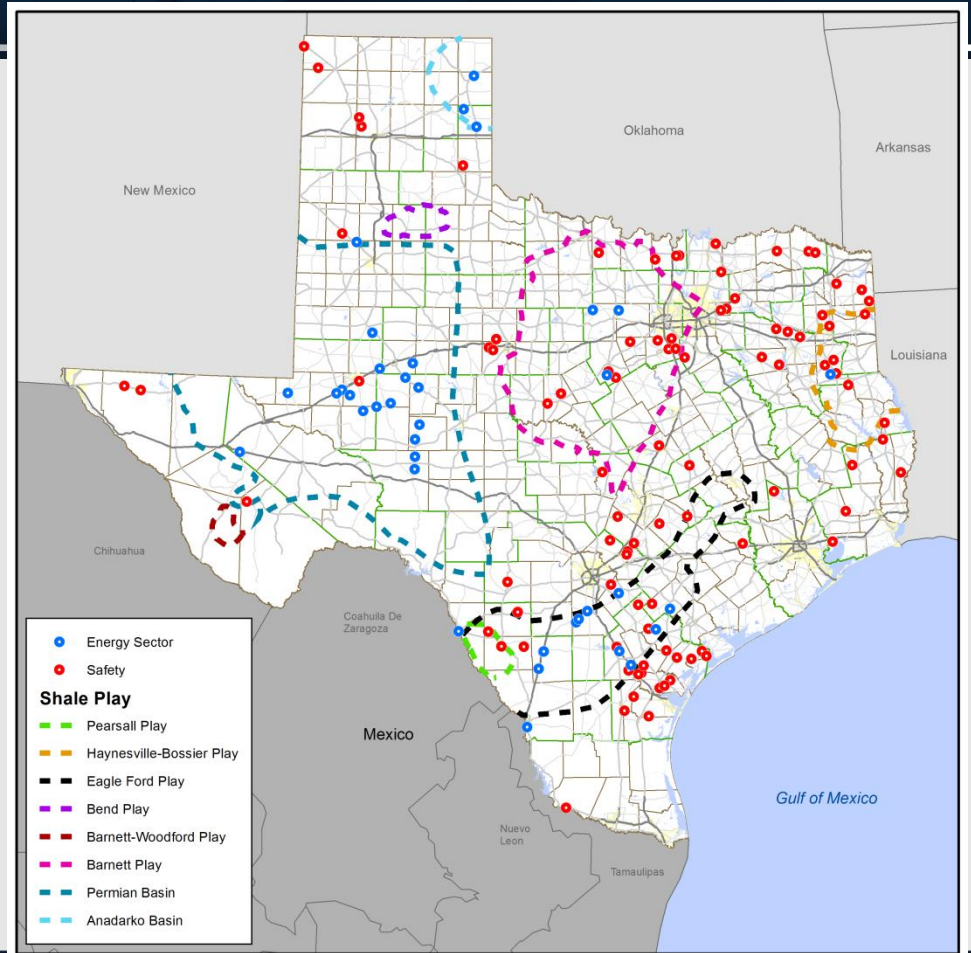 Oklahoma
Arkansas
New Mexico
Louisiana
Chihuahua
Coahuila De
Zaragoza
Mexico
Gulf of Mexico
Nuevo
Leon
Tamaulipas
Energy Sector
Safety
Shale Play
Pearsall Play
Haynesville-Bossier Play
Eagle Ford Play
Bend Play
Barnett-Woodford Play
Barnett Play
Permian Basin
Anadarko Basin